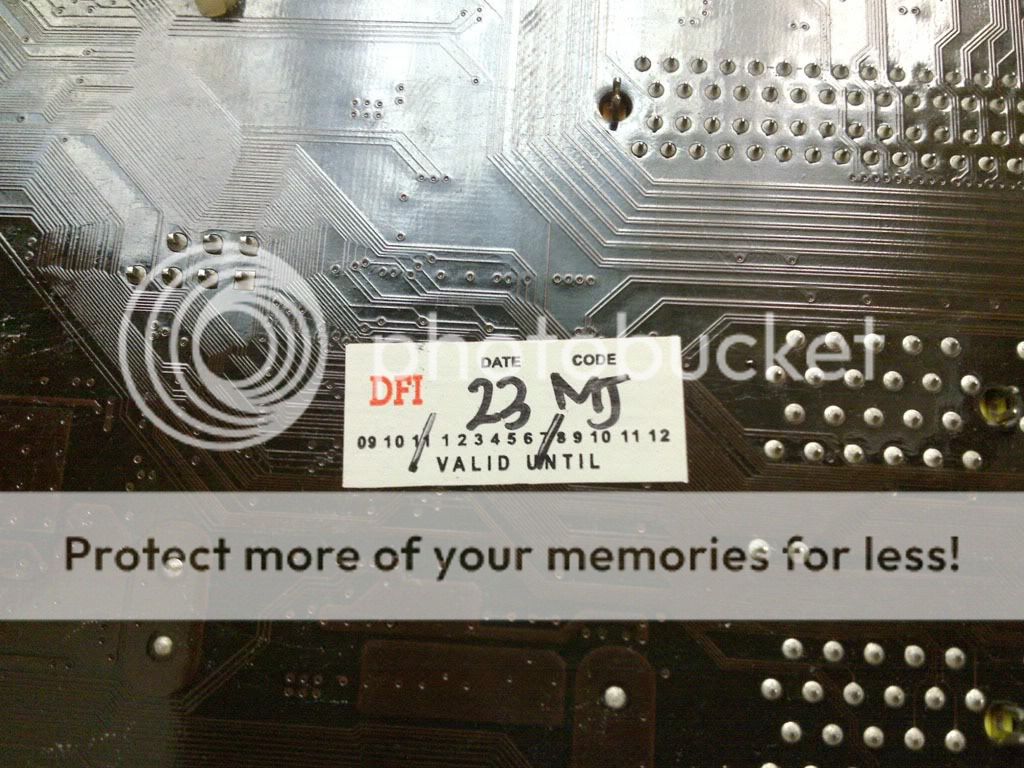 photobucket
DATE CODE
DFI 23 MJ
09 10 11 1 2 3 4 5 6 7 8 9 10 11 12
VALID UNTIL
Protect more of your memories for less!